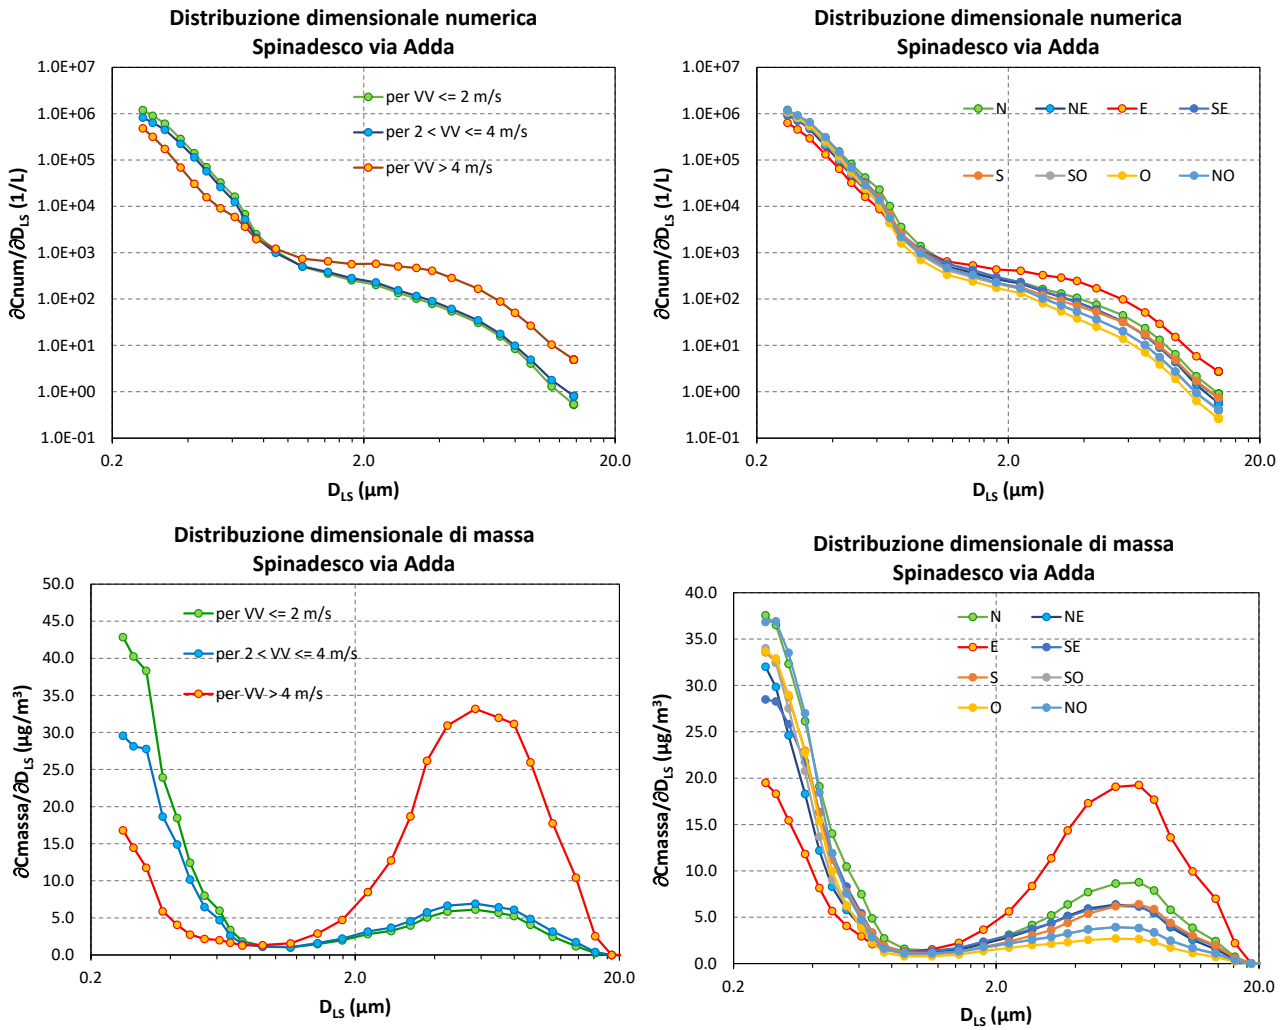 Distribuzione dimensionale numerica
Spinadesco via Adda
1.0E+07
1.0E+06
1.0E+05
1.0E+04
1.0E+03
1.0E+02
1.0E+01
1.0E+00
1.0E-01
∂Cnum/∂D_LS (1/L)
per VV <= 2 m/s
per 2 < VV <= 4 m/s
per VV > 4 m/s
0.2 2.0 20.0
D_LS (µm)
Distribuzione dimensionale numerica
Spinadesco via Adda
1.0E+07
1.0E+06
1.0E+05
1.0E+04
1.0E+03
1.0E+02
1.0E+01
1.0E+00
1.0E-01
∂Cnum/∂D_LS (1/L)
N NE E SE
S SO O NO
0.2 2.0 20.0
D_LS (µm)
Distribuzione dimensionale di massa
Spinadesco via Adda
50.0
45.0
40.0
35.0
30.0
25.0
20.0
15.0
10.0
5.0
0.0
∂Cmassa/∂D_LS (µg/m³)
per VV <= 2 m/s
per 2 < VV <= 4 m/s
per VV > 4 m/s
0.2 2.0 20.0
D_LS (µm)
Distribuzione dimensionale di massa
Spinadesco via Adda
40.0
35.0
30.0
25.0
20.0
15.0
10.0
5.0
0.0
∂Cmassa/∂D_LS (µg/m³)
N NE
E SE
S SO
O NO
0.2 2.0 20.0
D_LS (µm)